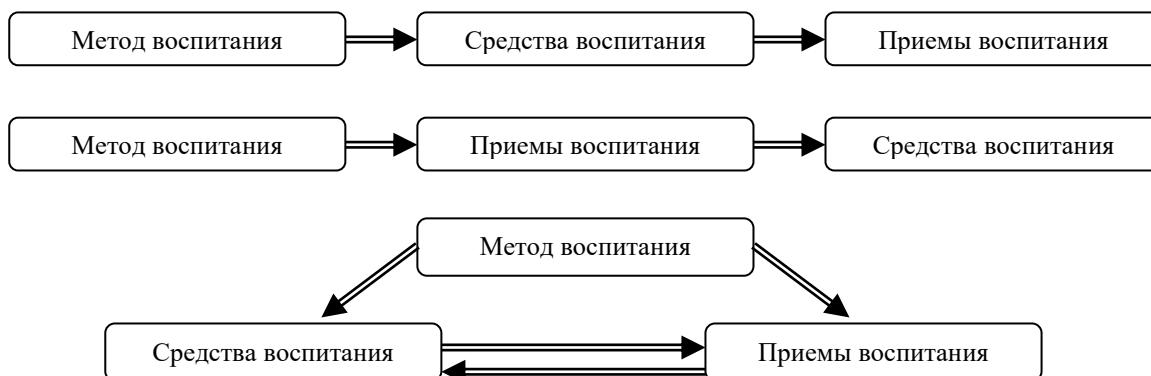 Метод воспитания Средства воспитания Приемы воспитания
Метод воспитания Приемы воспитания Средства воспитания
Метод воспитания
Средства воспитания Приемы воспитания